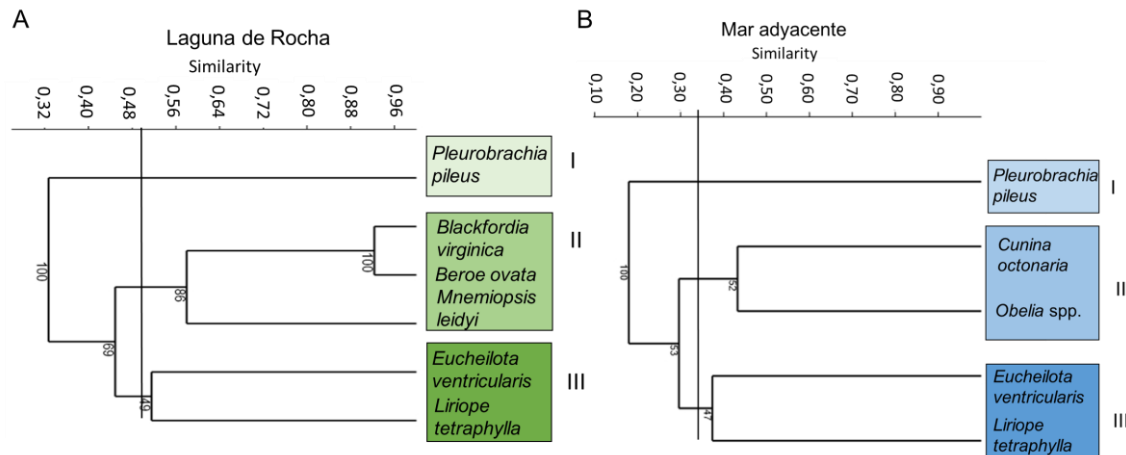 A
Laguna de Rocha
Similarity
0,32
0,40
0,48
0,56
0,64
0,72
0,80
0,88
0,96
Pleurobrachia
pileus
I
Blackfordia
virginica
Beroe ovata
Mnemiopsis
leidyi
II
Eucheilota
ventricularis
Liriope
tetraphylla
III
100
100
86
69
49
B
Mar adyacente
Similarity
0,10
0,20
0,30
0,40
0,50
0,60
0,70
0,80
0,90
Pleurobrachia
pileus
I
Cunina
octonaria
Obelia spp.
II
Eucheilota
ventricularis
Liriope
tetraphylla
III
100
52
53
47